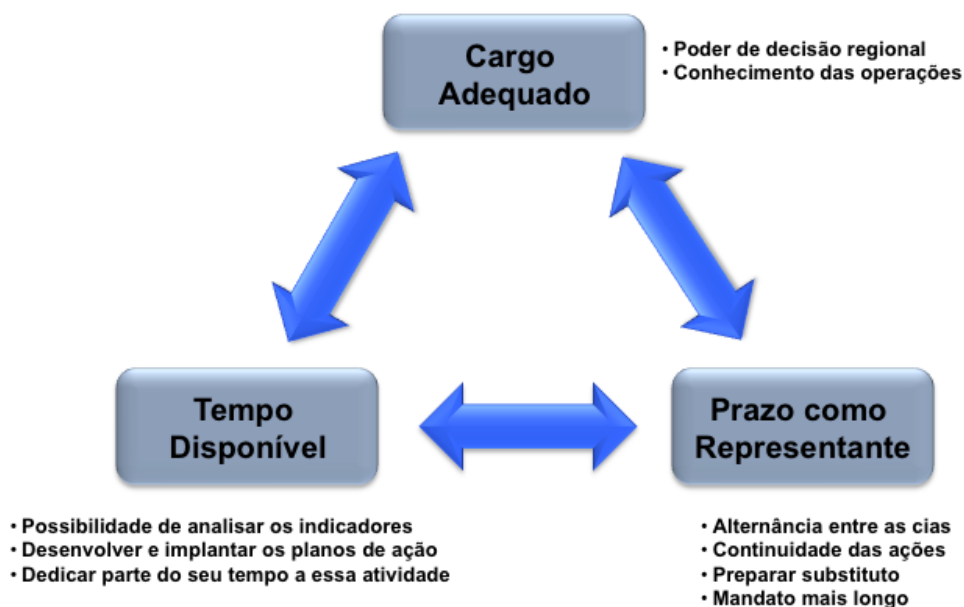 Cargo
Adequado
• Poder de decisão regional
• Conhecimento das operações
Tempo
Disponível
Prazo como
Representante
• Possibilidade de analisar os indicadores
• Desenvolver e implantar os planos de ação
• Dedicar parte do seu tempo a essa atividade
• Alternância entre as cias
• Continuidade das ações
• Preparar substituto
• Mandato mais longo